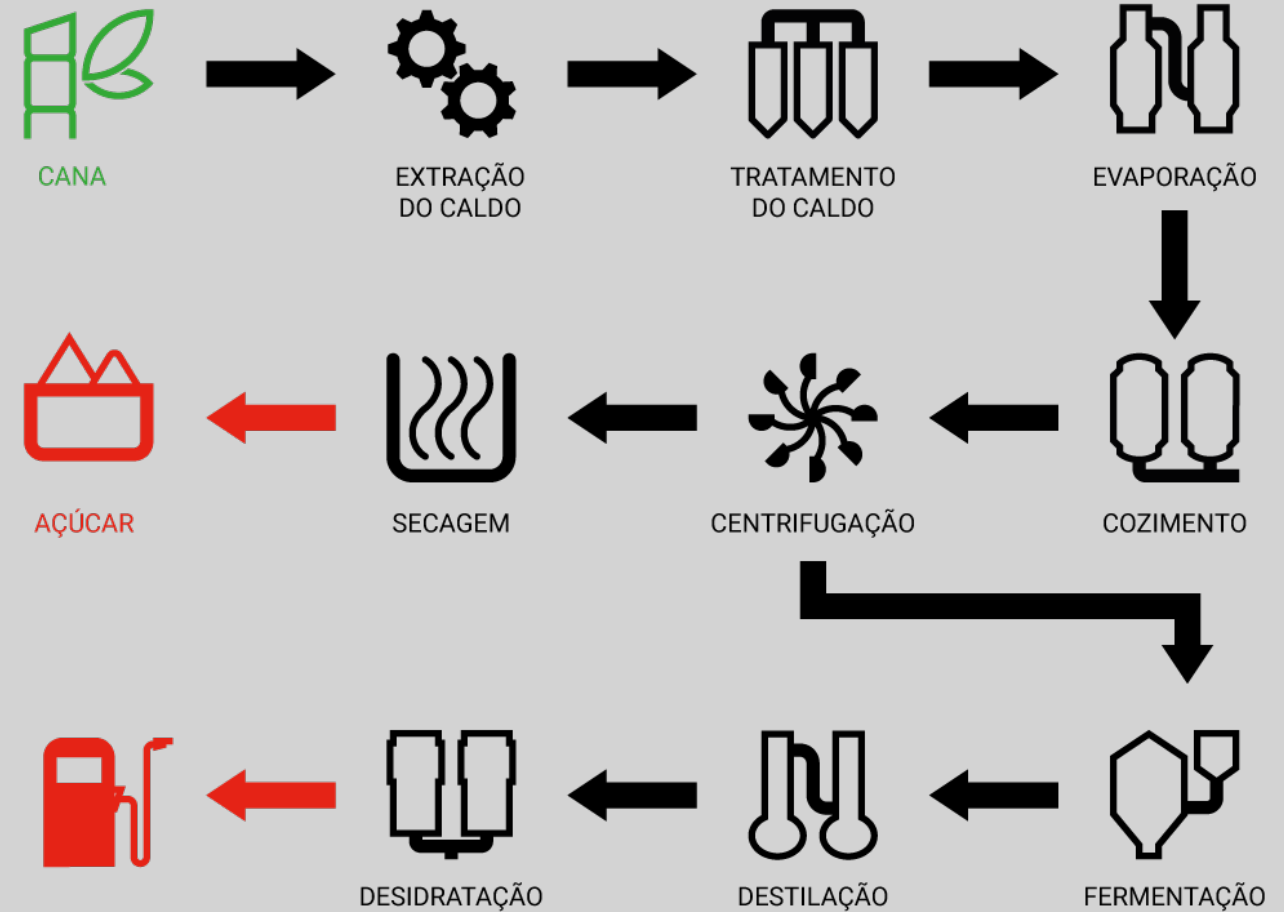 CANA
EXTRAÇÃO
DO CALDO
TRATAMENTO
DO CALDO
EVAPORAÇÃO
AÇÚCAR
SECAGEM
CENTRIFUGAÇÃO
COZIMENTO
DESIDRATAÇÃO
DESTILAÇÃO
FERMENTAÇÃO